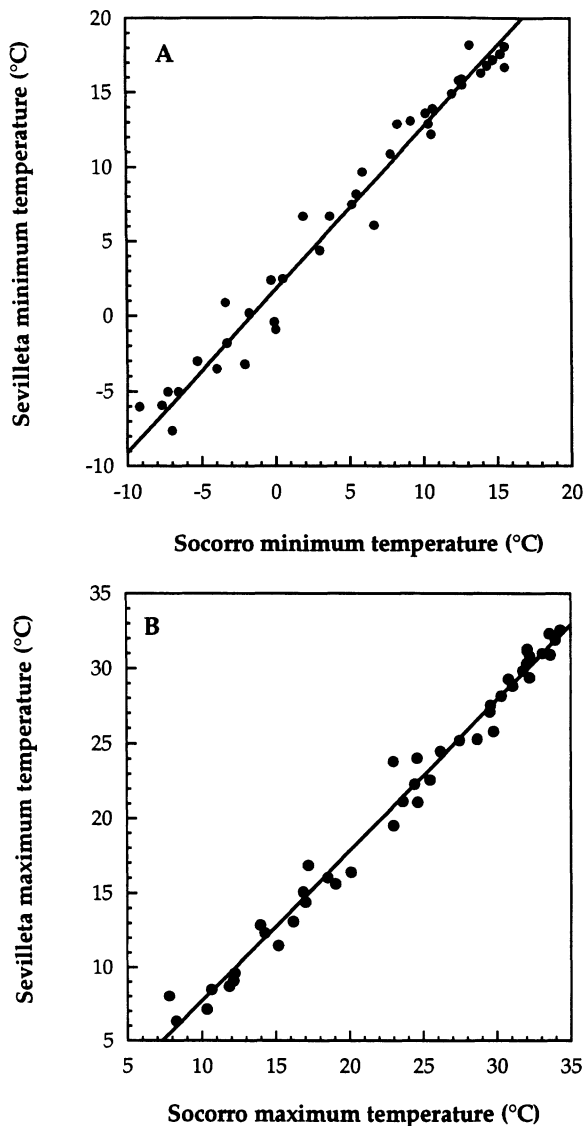 A
Sevilleta minimum temperature (°C)
20
15
10
5
0
-5
-10
-10 -5 0 5 10 15 20
Socorro minimum temperature (°C)
B
Sevilleta maximum temperature (°C)
35
30
25
20
15
10
5
5 10 15 20 25 30 35
Socorro maximum temperature (°C)